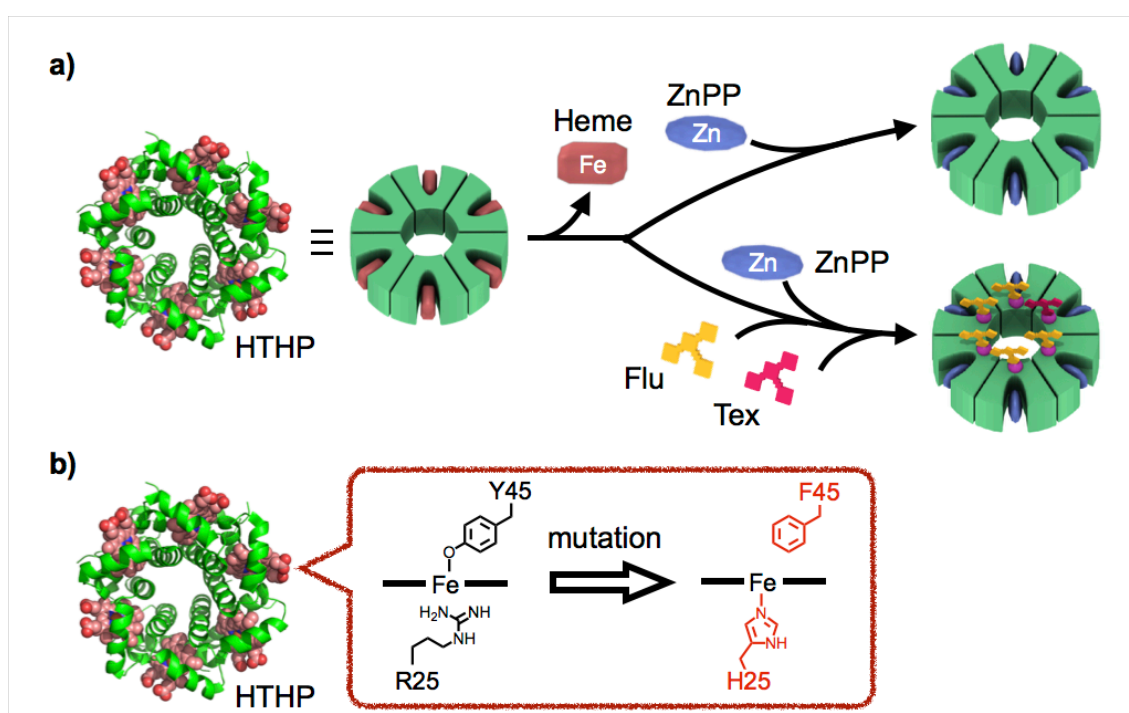 a)
HTHP
≡
Heme
Fe
ZnPP
Zn
Zn
ZnPP
Flu
Tex
b)
HTHP
Y45
O
Fe
H₂N
NH
NH
R25
mutation
F45
Fe
N
NH
H25